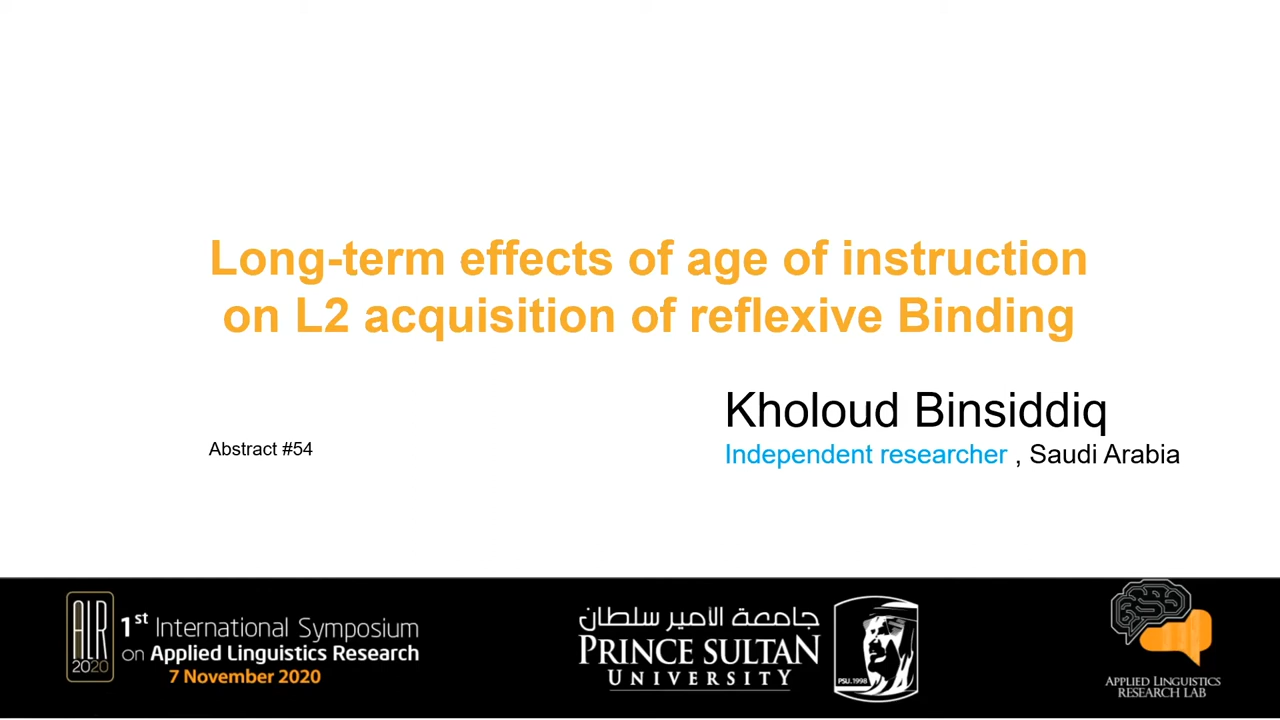 Long-term effects of age of instruction
on L2 acquisition of reflexive Binding
Kholoud Binsiddiq
Abstract #54
Independent researcher , Saudi Arabia
ALR
2020
1st International Symposium
on Applied Linguistics Research
7 November 2020
جامعة الأمير سلطان
PRINCE SULTAN
UNIVERSITY
PSU.1998
APPLIED LINGUISTICS
RESEARCH LAB